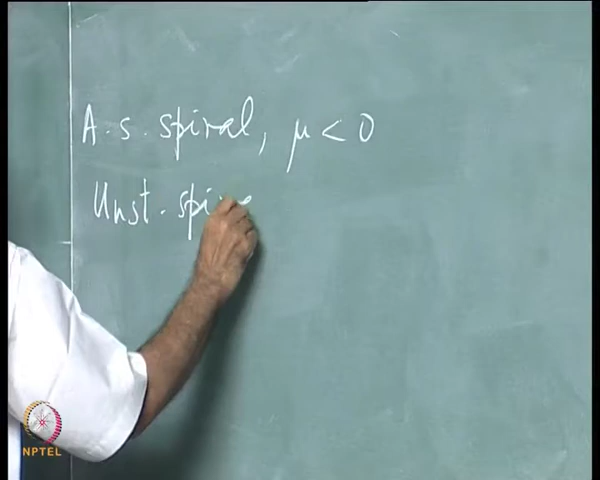 A.s. spiral, μ < 0
Unst. spi
NPTEL